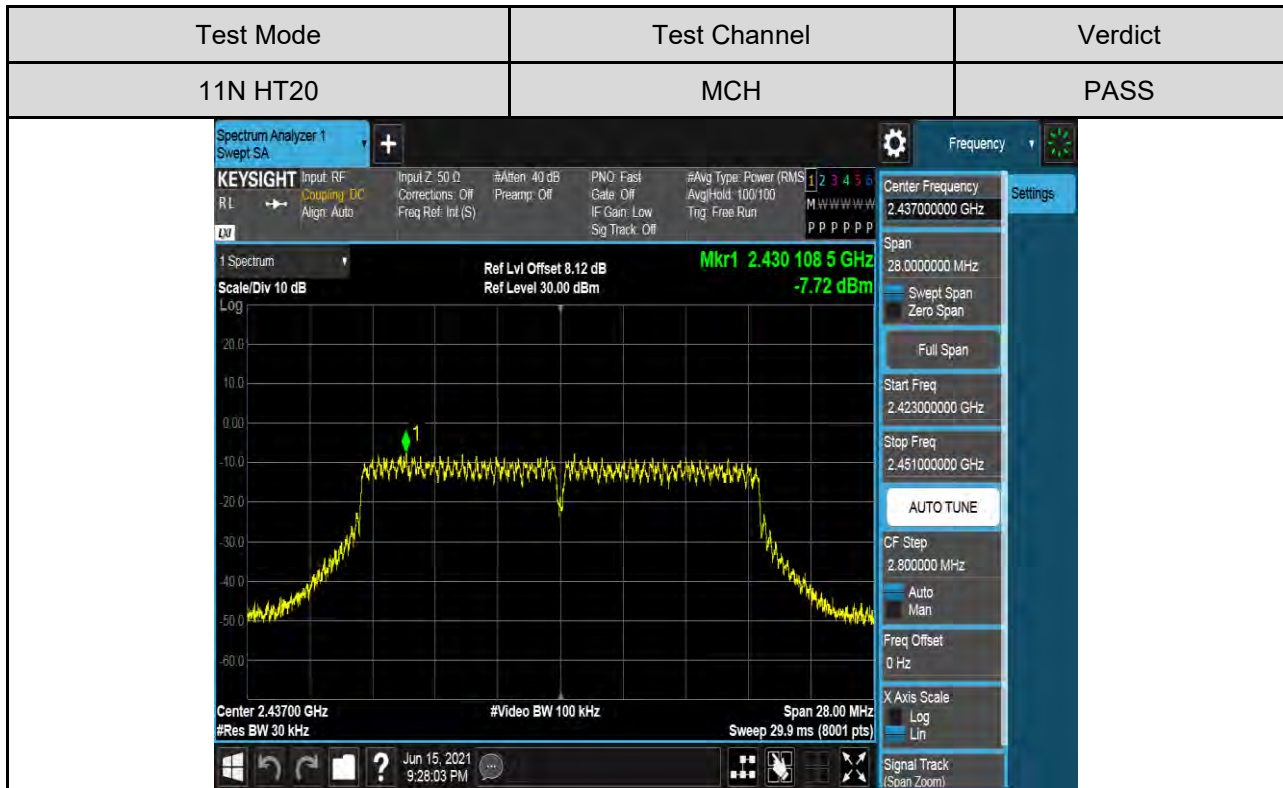 Test Mode Test Channel Verdict
11N HT20 MCH PASS
Spectrum Analyzer 1
Swept SA
+
Frequency
KEYSIGHT Input: RF Input Z: 50 Ω #Atten: 40 dB PNO: Fast #Avg Type: Power (RMS 1 2 3 4 5 6
RL Coupling: DC Corrections: Off Preamp: Off Gate: Off Avg|Hold: 100/100 M W W W W W
Align: Auto Freq Ref: Int (S) IF Gain: Low Trig: Free Run
LXI Sig Track: Off P P P P P P
1 Spectrum
Scale/Div 10 dB
Ref Lvl Offset 8.12 dB
Ref Level 30.00 dBm
Mkr1 2.430 108 5 GHz
-7.72 dBm
Log
20.0
10.0
0.00
-10.0
-20.0
-30.0
-40.0
-50.0
-60.0
1
Center 2.43700 GHz #Video BW 100 kHz Span 28.00 MHz
#Res BW 30 kHz Sweep 29.9 ms (8001 pts)
?
Jun 15, 2021
9:28:03 PM
Center Frequency
2.437000000 GHz
Settings
Span
28.0000000 MHz
Swept Span
Zero Span
Full Span
Start Freq
2.423000000 GHz
Stop Freq
2.451000000 GHz
AUTO TUNE
CF Step
2.800000 MHz
Auto
Man
Freq Offset
0 Hz
X Axis Scale
Log
Lin
Signal Track
(Span Zoom)